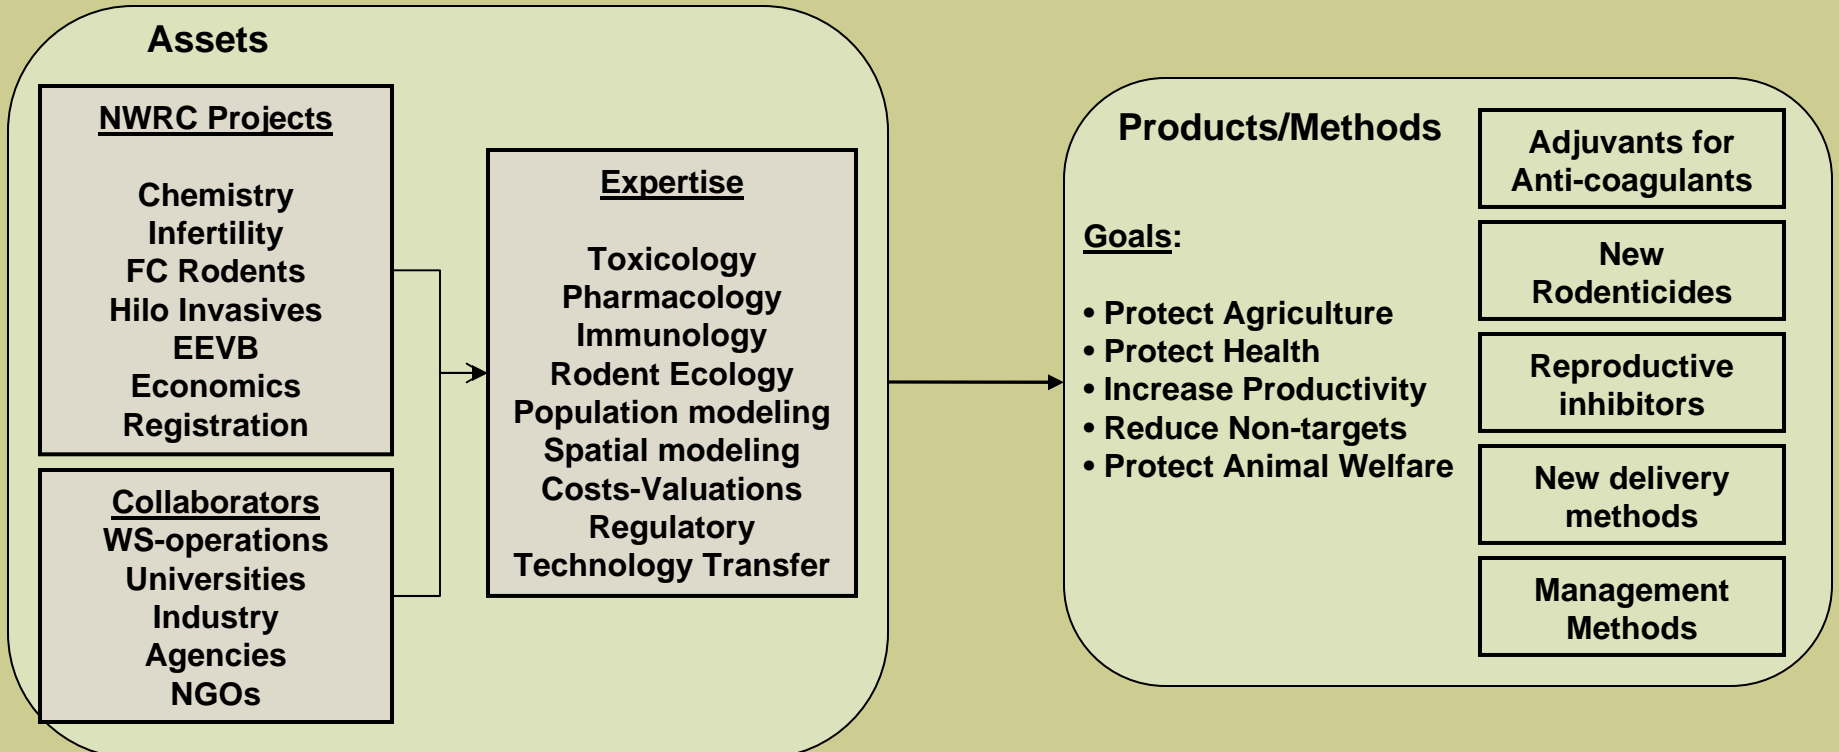 Assets
NWRC Projects
Chemistry
Infertility
FC Rodents
Hilo Invasives
EEVB
Economics
Registration
Collaborators
WS-operations
Universities
Industry
Agencies
NGOs
Expertise
Toxicology
Pharmacology
Immunology
Rodent Ecology
Population modeling
Spatial modeling
Costs-Valuations
Regulatory
Technology Transfer
Products/Methods
Goals:
• Protect Agriculture
• Protect Health
• Increase Productivity
• Reduce Non-targets
• Protect Animal Welfare
Adjuvants for
Anti-coagulants
New
Rodenticides
Reproductive
inhibitors
New delivery
methods
Management
Methods